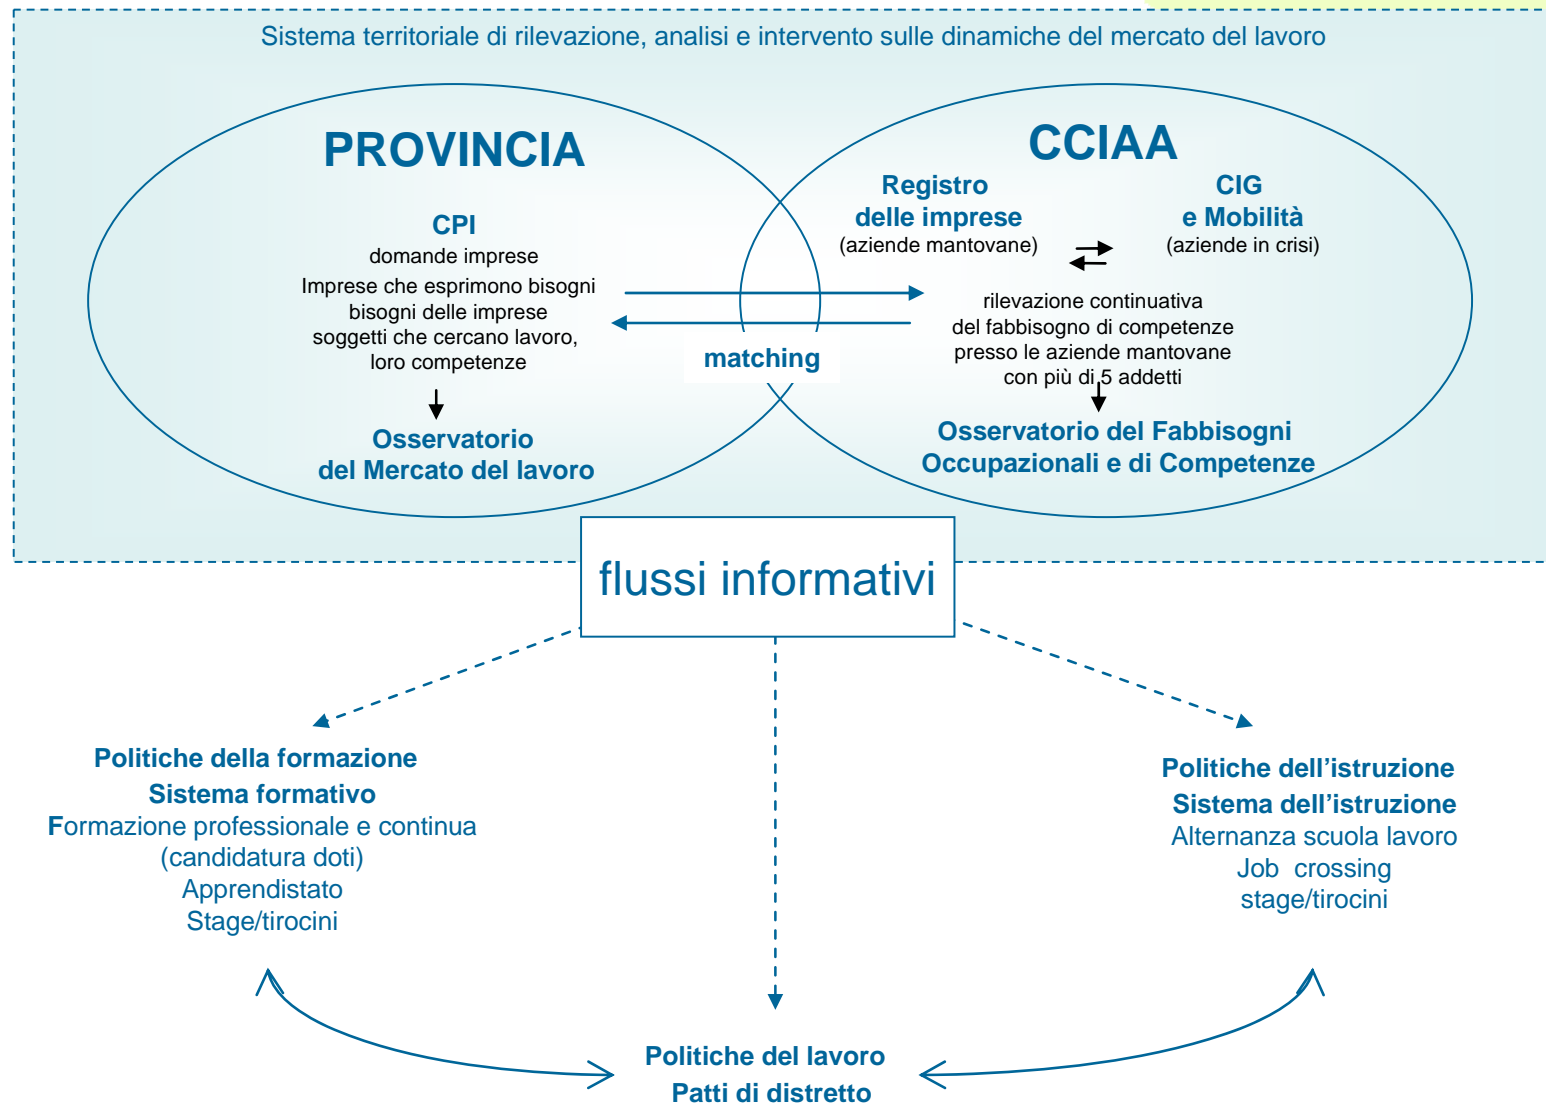 Sistema territoriale di rilevazione, analisi e intervento sulle dinamiche del mercato del lavoro
PROVINCIA
CPI
domande imprese
Imprese che esprimono bisogni
bisogni delle imprese
soggetti che cercano lavoro,
loro competenze
Osservatorio
del Mercato del lavoro
matching
CCIAA
Registro
delle imprese
(aziende mantovane)
CIG
e Mobilità
(aziende in crisi)
rilevazione continuativa
del fabbisogno di competenze
presso le aziende mantovane
con più di 5 addetti
Osservatorio del Fabbisogni
Occupazionali e di Competenze
flussi informativi
Politiche della formazione
Sistema formativo
Formazione professionale e continua
(candidatura doti)
Apprendistato
Stage/tirocini
Politiche dell'istruzione
Sistema dell'istruzione
Alternanza scuola lavoro
Job crossing
stage/tirocini
Politiche del lavoro
Patti di distretto